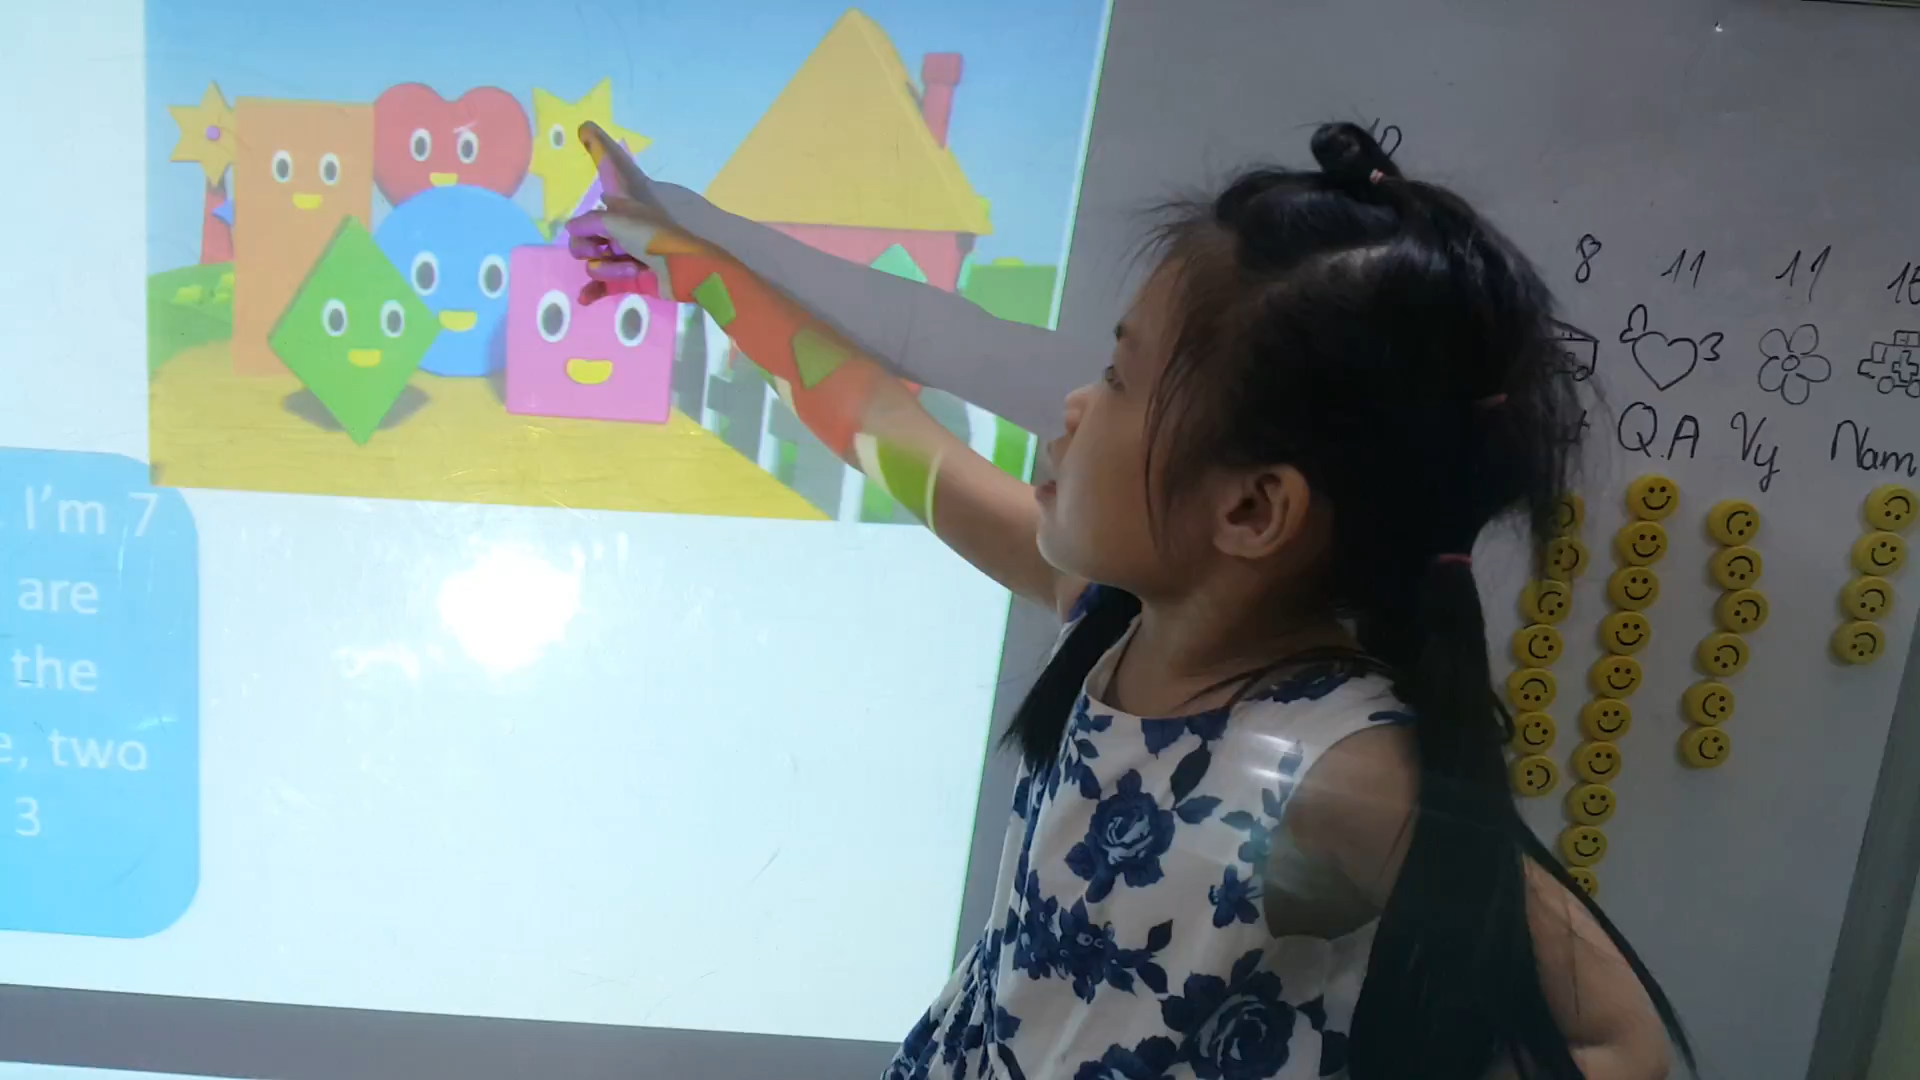 I'm 7
are
the
, two
3
8 11 11
3
Q.A Vy Nam